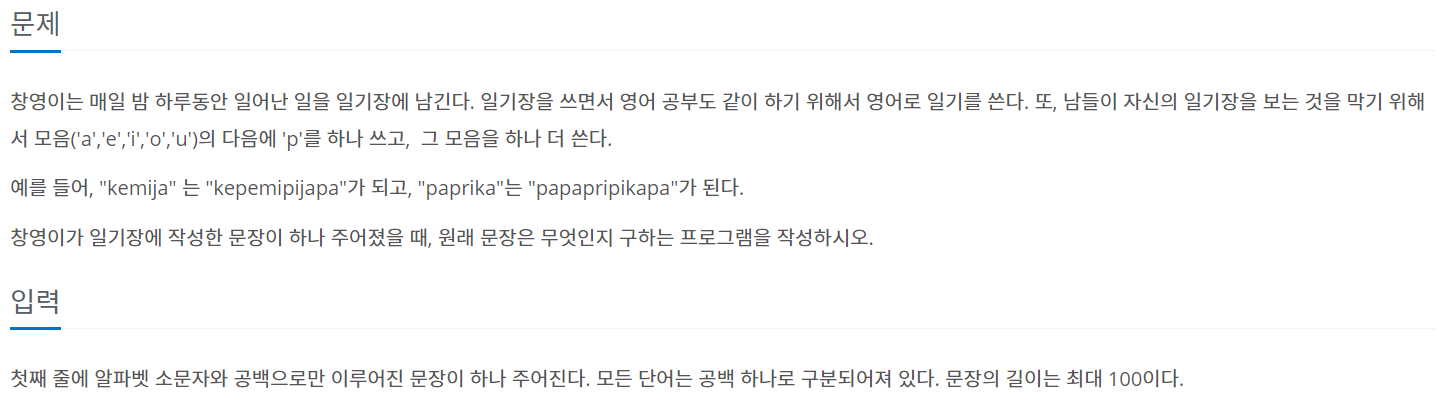 문제
창영이는 매일 밤 하루동안 일어난 일을 일기장에 남긴다. 일기장을 쓰면서 영어 공부도 같이 하기 위해서 영어로 일기를 쓴다. 또, 남들이 자신의 일기장을 보는 것을 막기 위해
서 모음('a','e','i','o','u')의 다음에 'p'를 하나 쓰고,  그 모음을 하나 더 쓴다.
예를 들어, "kemija" 는 "kepemipijapa"가 되고, "paprika"는 "papapripikapa"가 된다.
창영이가 일기장에 작성한 문장이 하나 주어졌을 때, 원래 문장은 무엇인지 구하는 프로그램을 작성하시오.
입력
첫째 줄에 알파벳 소문자와 공백으로만 이루어진 문장이 하나 주어진다. 모든 단어는 공백 하나로 구분되어져 있다. 문장의 길이는 최대 100이다.